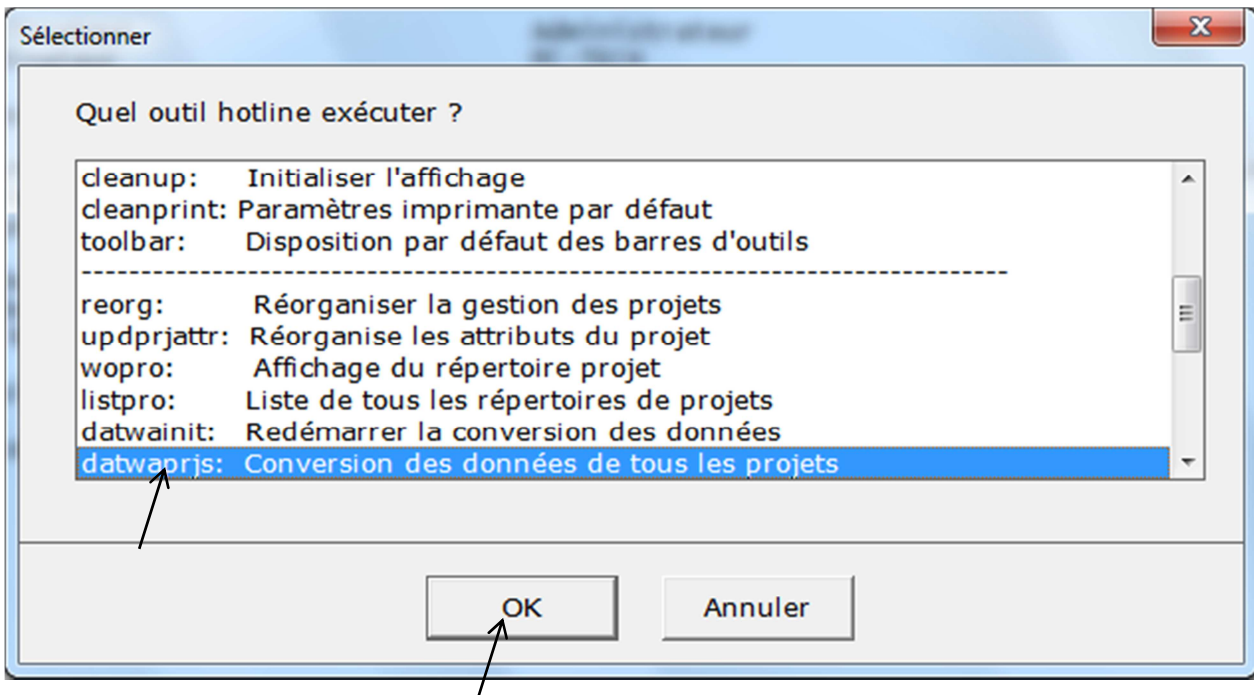 Sélectionner
Quel outil hotline exécuter ?
cleanup: Initialiser l'affichage
cleanprint: Paramètres imprimante par défaut
toolbar: Disposition par défaut des barres d'outils
------------------------------------------------------------------------------
reorg: Réorganiser la gestion des projets
updprjattr: Réorganise les attributs du projet
wopro: Affichage du répertoire projet
listpro: Liste de tous les répertoires de projets
datwainit: Redémarrer la conversion des données
datwaprjs: Conversion des données de tous les projets
OK Annuler